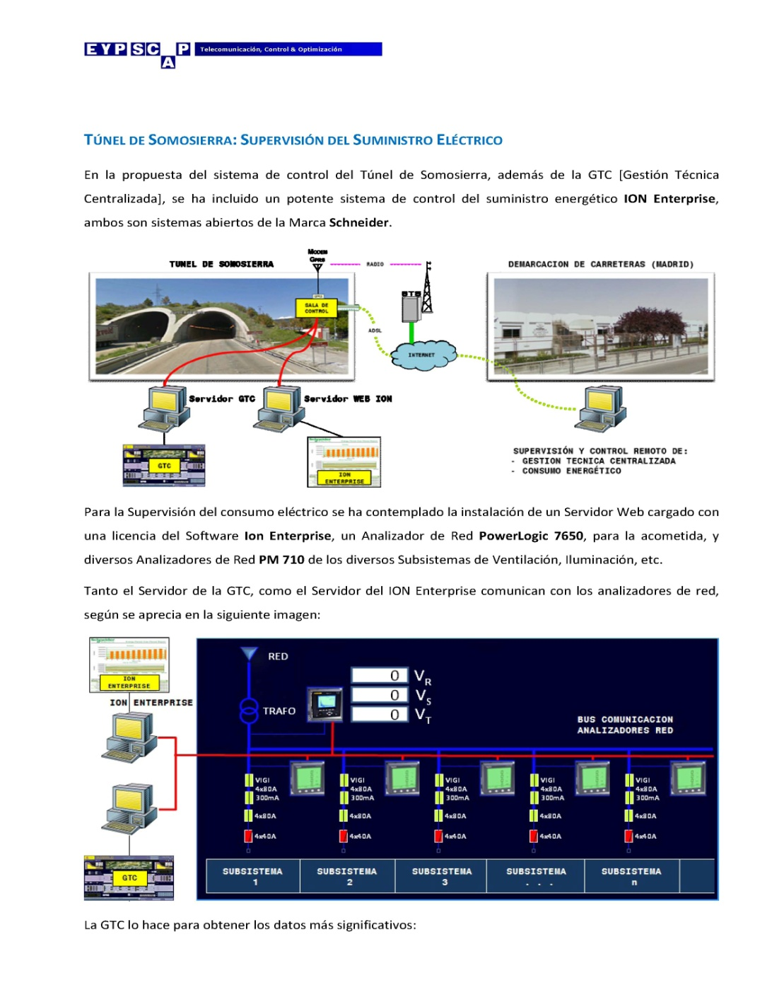 EYPSCAP Telecomunicación, Control & Optimización
TÚNEL DE SOMOSIERRA: SUPERVISIÓN DEL SUMINISTRO ELÉCTRICO
En la propuesta del sistema de control del Túnel de Somosierra, además de la GTC [Gestión Técnica
Centralizada], se ha incluido un potente sistema de control del suministro energético ION Enterprise,
ambos son sistemas abiertos de la Marca Schneider.
MODEM
GPRS
TUNEL DE SOMOSIERRA
RADIO
DEMARCACION DE CARRETERAS (MADRID)
BTS
SALA DE
CONTROL
ADSL
INTERNET
Servidor GTC
Servidor WEB ION
GTC
ION
ENTERPRISE
SUPERVISIÓN Y CONTROL REMOTO DE:
- GESTION TECNICA CENTRALIZADA
- CONSUMO ENERGÉTICO
Para la Supervisión del consumo eléctrico se ha contemplado la instalación de un Servidor Web cargado con
una licencia del Software Ion Enterprise, un Analizador de Red PowerLogic 7650, para la acometida, y
diversos Analizadores de Red PM 710 de los diversos Subsistemas de Ventilación, Iluminación, etc.
Tanto el Servidor de la GTC, como el Servidor del ION Enterprise comunican con los analizadores de red,
según se aprecia en la siguiente imagen:
ION
ENTERPRISE
ION ENTERPRISE
RED
TRAFO
0 VR
0 VS
0 VT
BUS COMUNICACION
ANALIZADORES RED
VIGI VIGI VIGI VIGI VIGI
4x80A 4x80A 4x80A 4x80A 4x80A
300mA 300mA 300mA 300mA 300mA
4x80A 4x80A 4x80A 4x80A 4x80A
4x40A 4x40A 4x40A 4x40A 4x40A
SUBSISTEMA SUBSISTEMA SUBSISTEMA SUBSISTEMA SUBSISTEMA
1 2 3 . . . n
GTC
La GTC lo hace para obtener los datos más significativos: